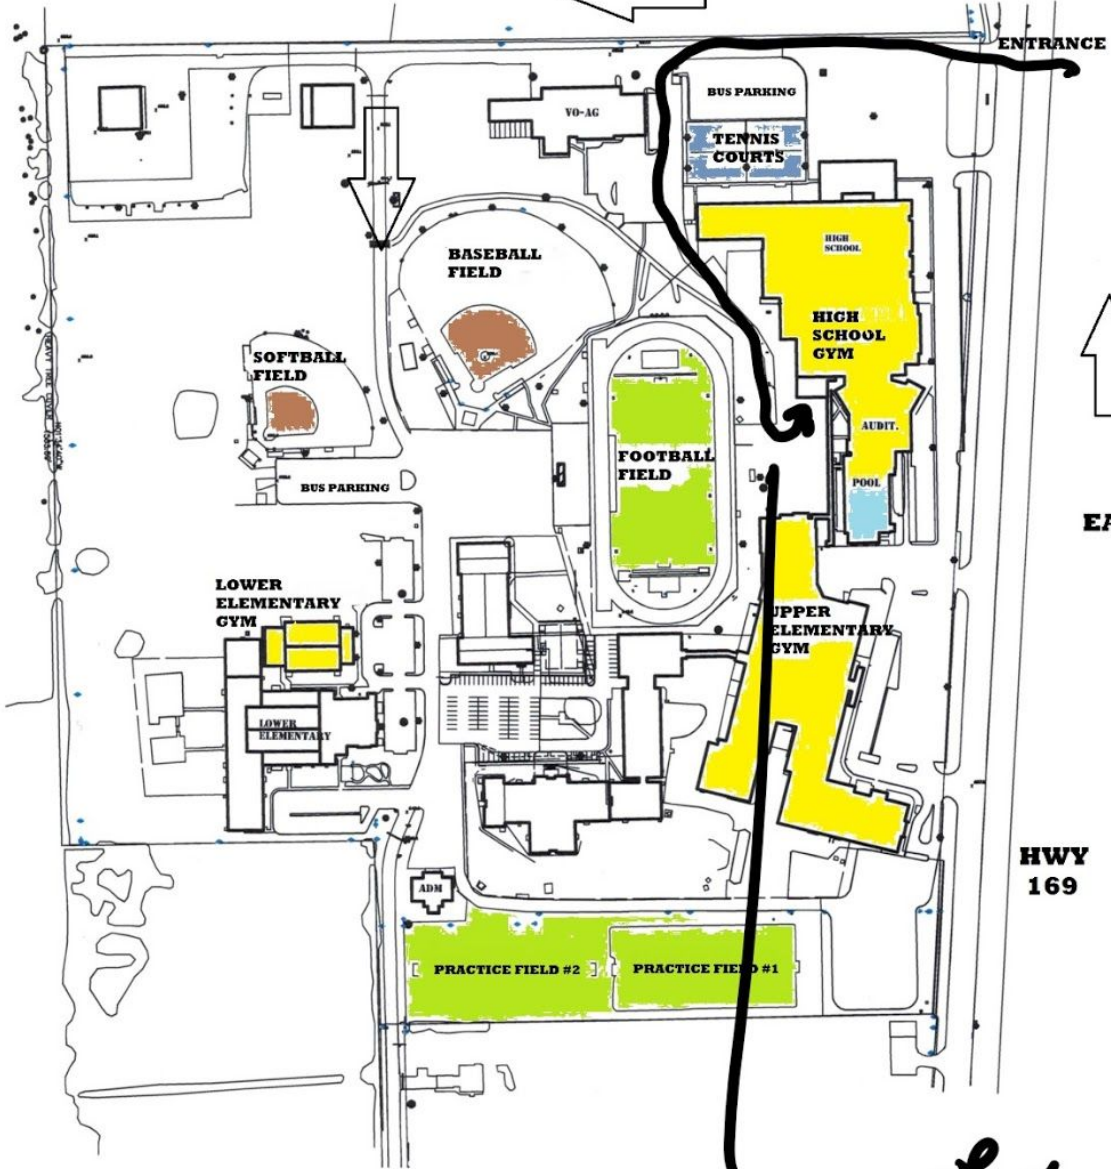 ENTRANCE
BUS PARKING
VO-AG
TENNIS
COURTS
HIGH
SCHOOL
BASEBALL
FIELD
HIGH
SCHOOL
GYM
SOFTBALL
FIELD
AUDIT.
FOOTBALL
FIELD
POOL
BUS PARKING
EA
LOWER
ELEMENTARY
GYM
UPPER
ELEMENTARY
GYM
LOWER
ELEMENTARY
HWY
169
ADM
PRACTICE FIELD #2
PRACTICE FIELD #1